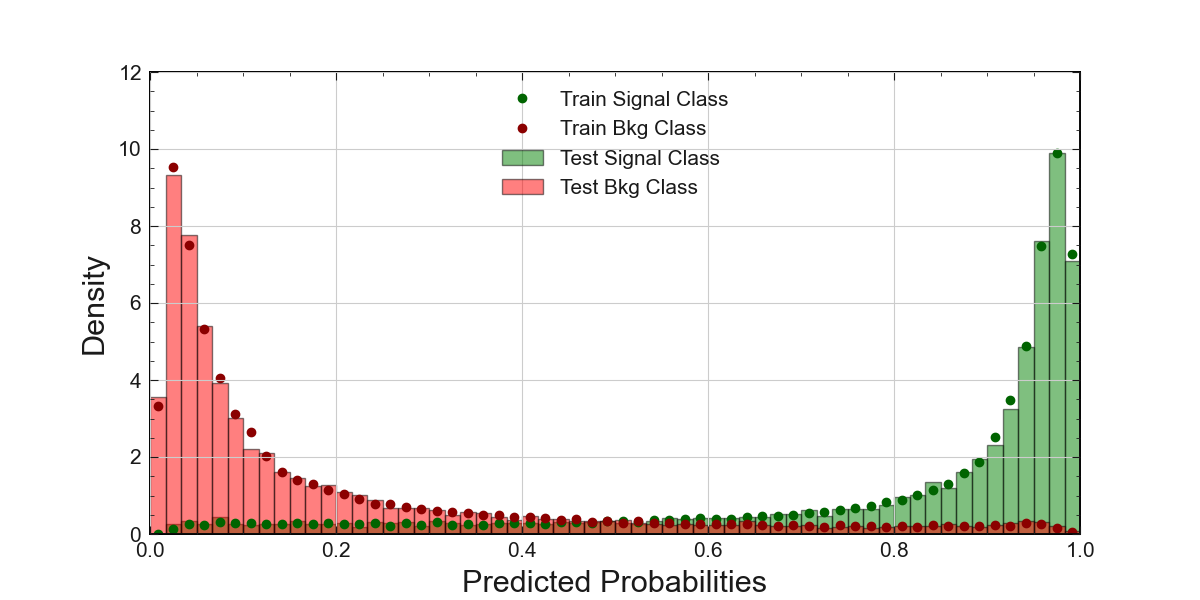 12
10
8
6
4
2
0
Density
Train Signal Class
Train Bkg Class
Test Signal Class
Test Bkg Class
0.0 0.2 0.4 0.6 0.8 1.0
Predicted Probabilities